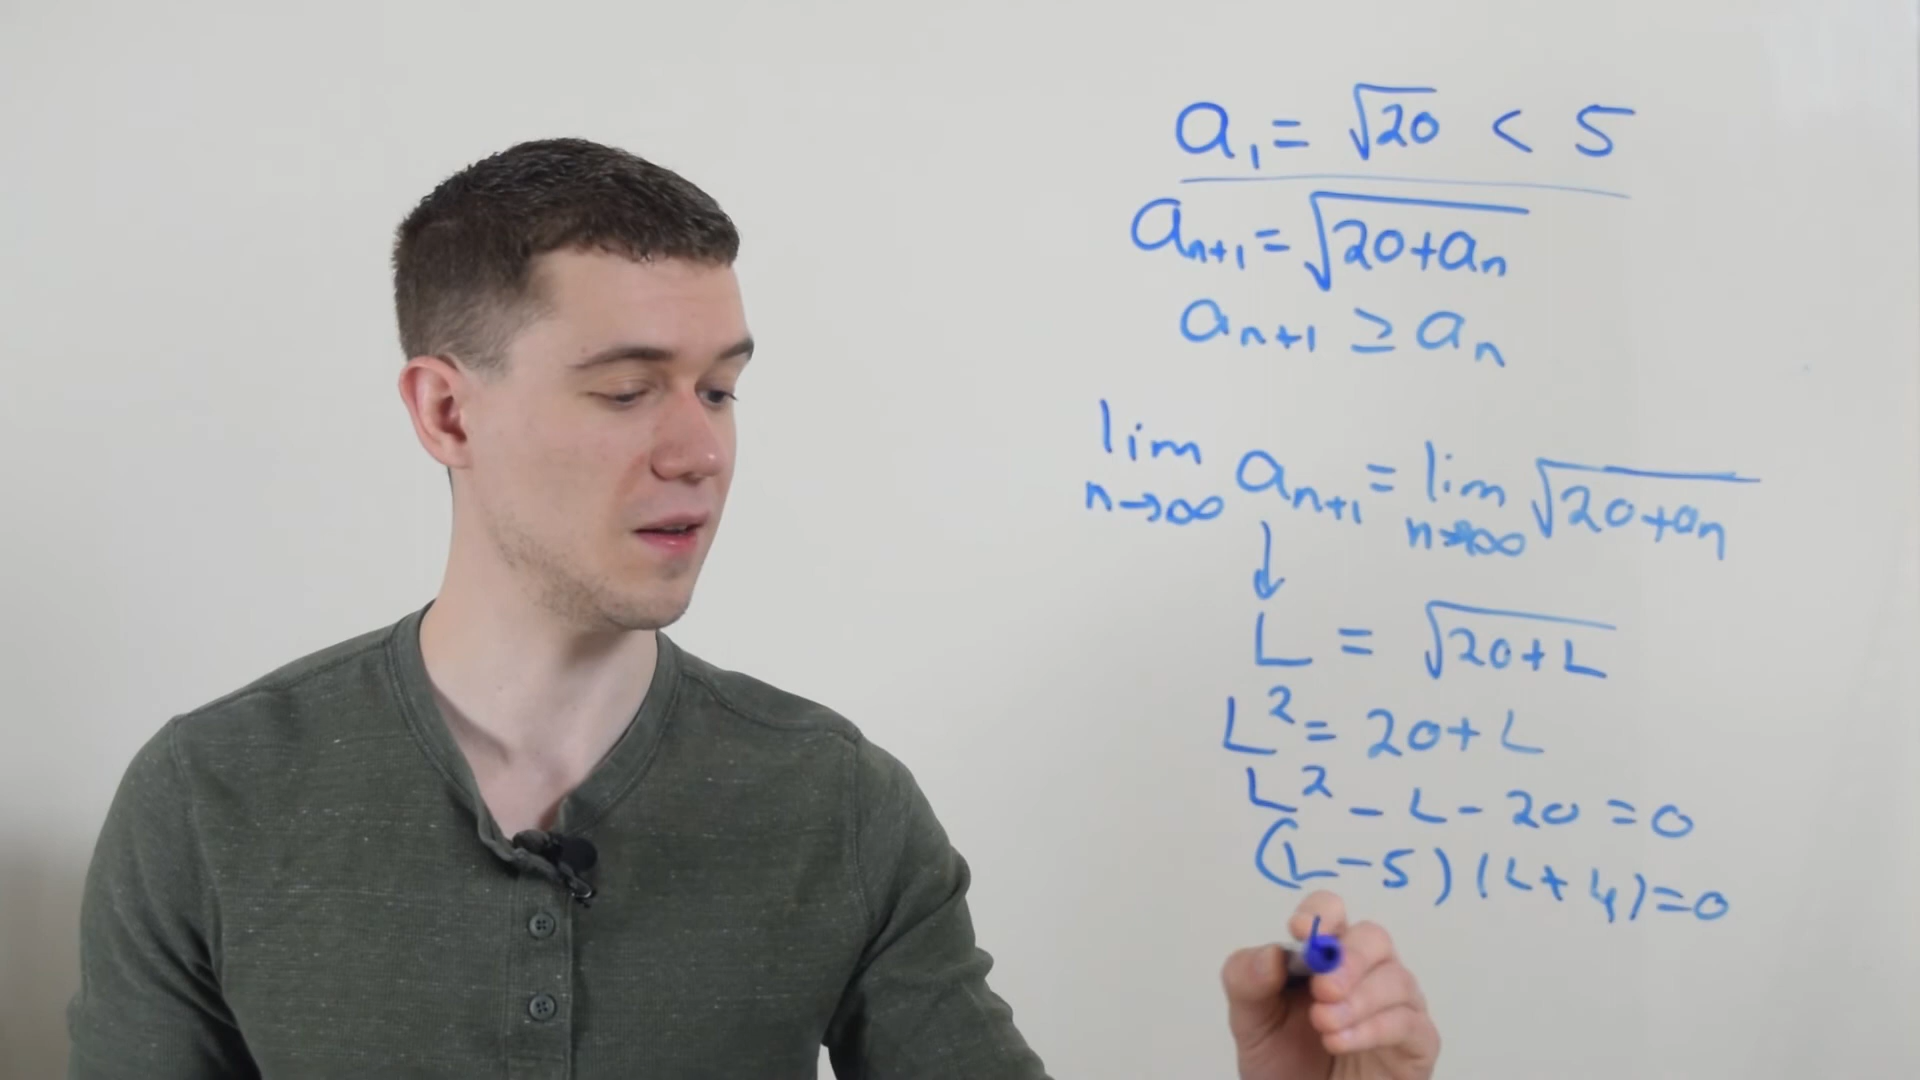 a₁ = √20 < 5
aₙ₊₁ = √(20+aₙ)
aₙ₊₁ ≥ aₙ
lim n→∞ aₙ₊₁ = lim n→∞ √(20+aₙ)
↓
L = √(20+L)
L² = 20+L
L² - L - 20 = 0
(L-5)(L+4)=0